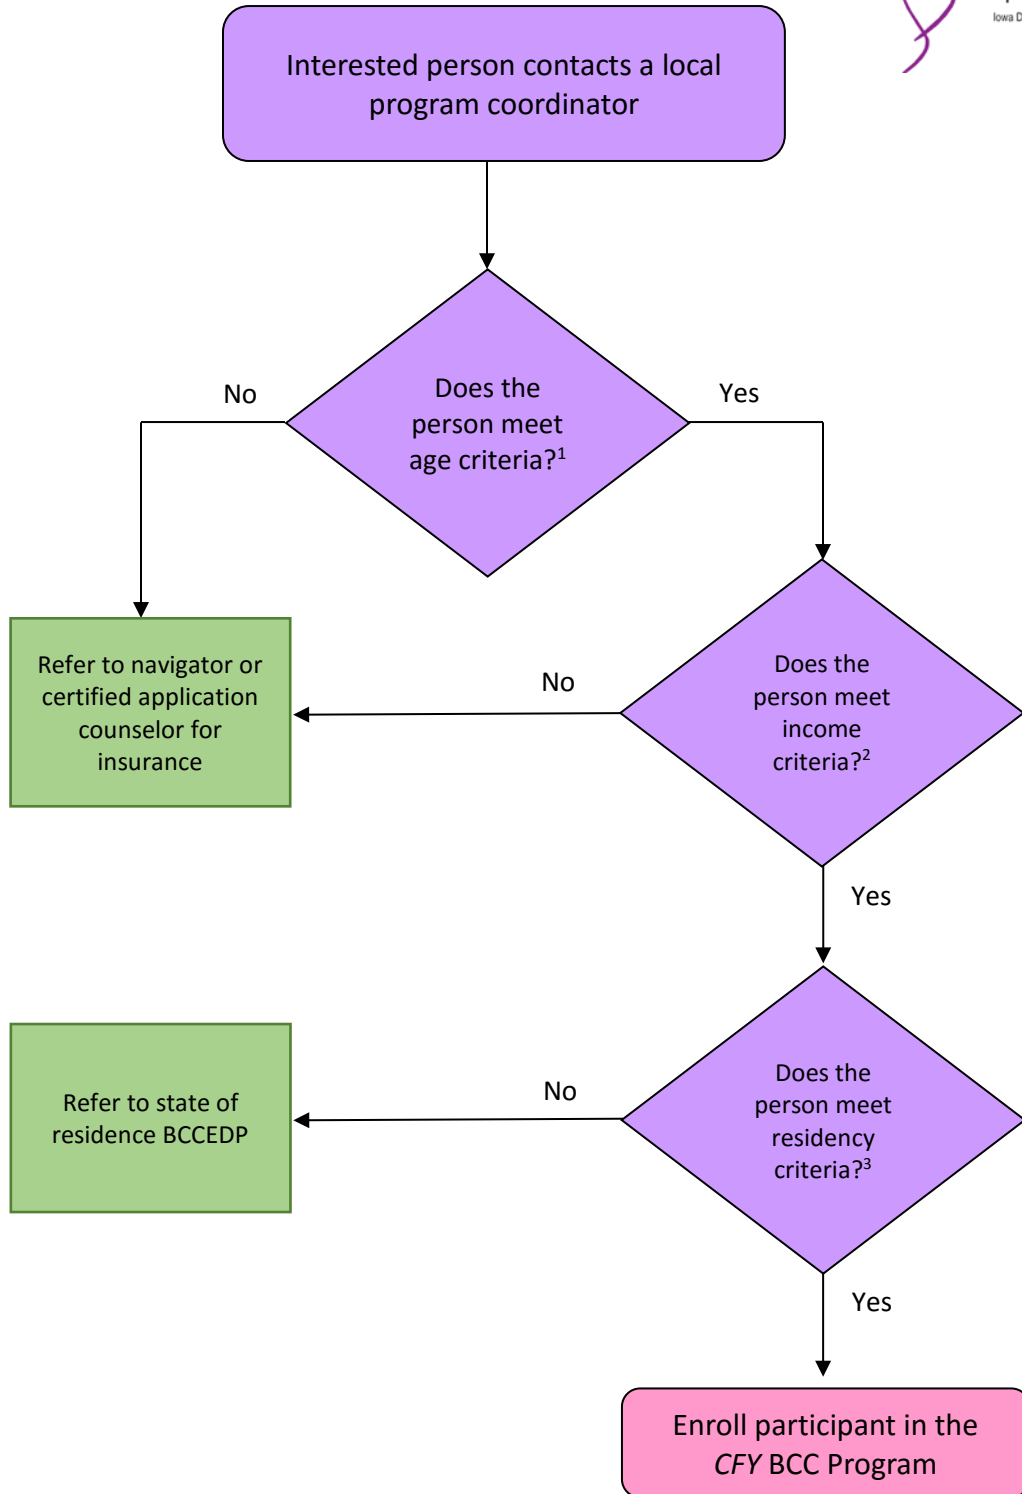 Iowa D
Interested person contacts a local
program coordinator
No
Does the
person meet
age criteria?¹
Yes
Refer to navigator or
certified application
counselor for
insurance
No
Does the
person meet
income
criteria?²
Yes
Refer to state of
residence BCCEDP
No
Does the
person meet
residency
criteria?³
Yes
Enroll participant in the
CFY BCC Program